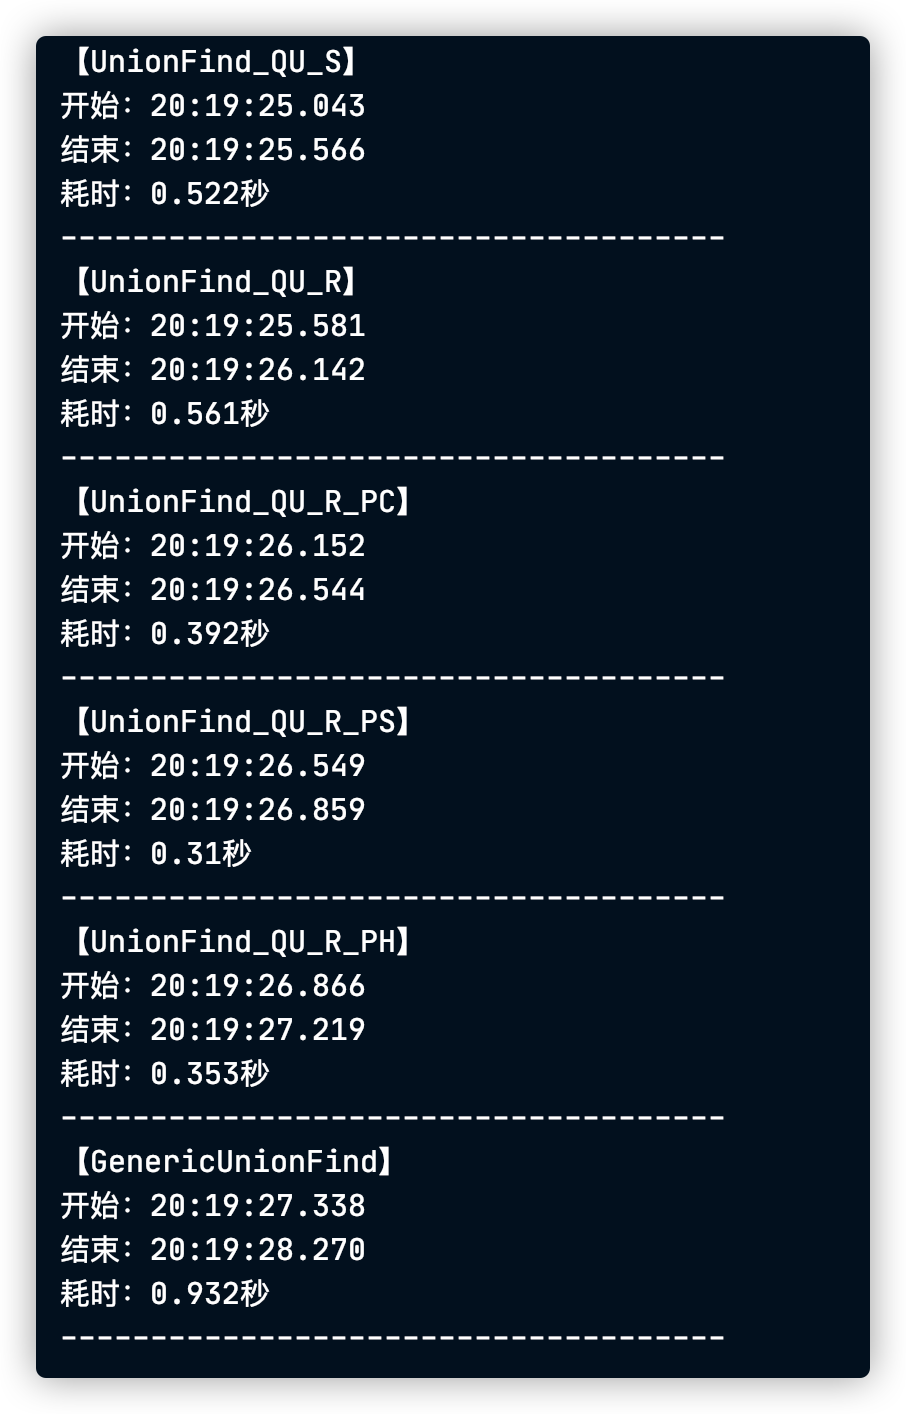 【UnionFind_QU_S】
开始：20:19:25.043
结束：20:19:25.566
耗时：0.522秒
-------------------------------------
【UnionFind_QU_R】
开始：20:19:25.581
结束：20:19:26.142
耗时：0.561秒
-------------------------------------
【UnionFind_QU_R_PC】
开始：20:19:26.152
结束：20:19:26.544
耗时：0.392秒
-------------------------------------
【UnionFind_QU_R_PS】
开始：20:19:26.549
结束：20:19:26.859
耗时：0.31秒
-------------------------------------
【UnionFind_QU_R_PH】
开始：20:19:26.866
结束：20:19:27.219
耗时：0.353秒
-------------------------------------
【GenericUnionFind】
开始：20:19:27.338
结束：20:19:28.270
耗时：0.932秒
-------------------------------------